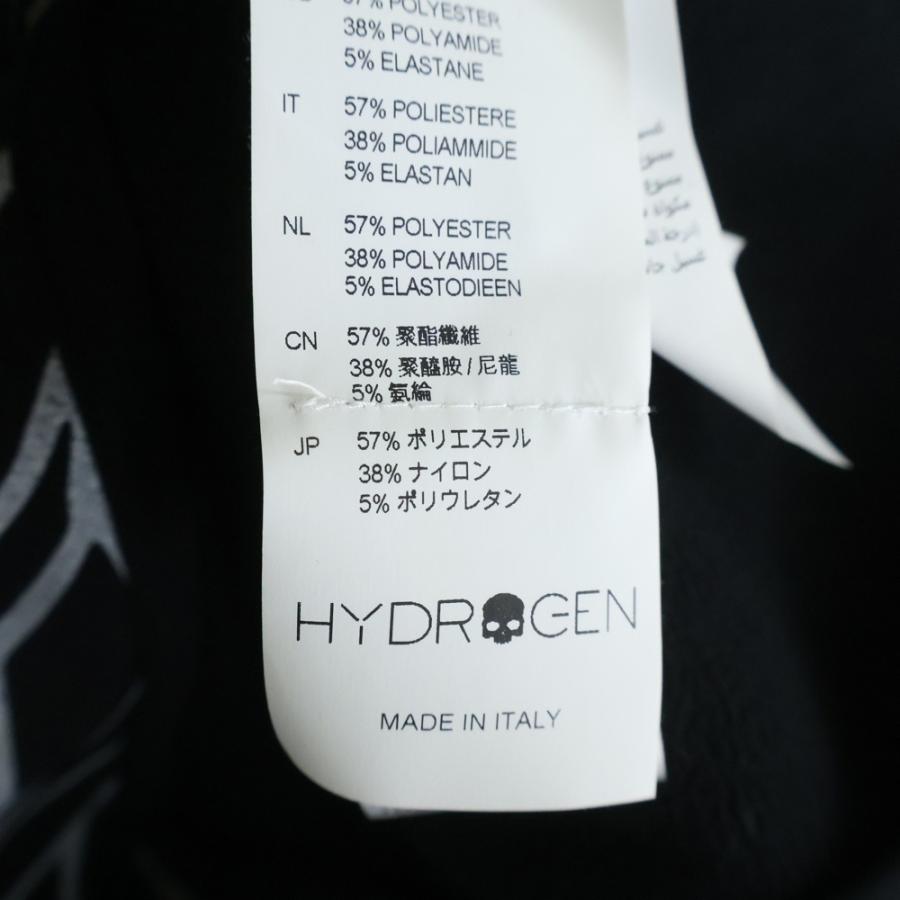 57% POLYESTER
38% POLYAMIDE
5% ELASTANE
IT 57% POLIESTERE
38% POLIAMMIDE
5% ELASTAN
NL 57% POLYESTER
38% POLYAMIDE
5% ELASTODIEEN
CN 57% 聚酯纖維
38% 聚醯胺/尼龍
5% 氨綸
JP 57% ポリエステル
38% ナイロン
5% ポリウレタン
HYDROGEN
MADE IN ITALY